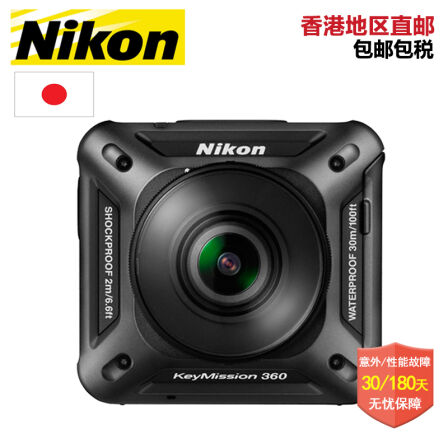 Nikon
香港地区直邮
包邮包税
Nikon
SHOCKPROOF 2m/6.6ft
WATERPROOF 30m/100ft
KeyMission 360
意外/性能故障
30/180天
无忧保障